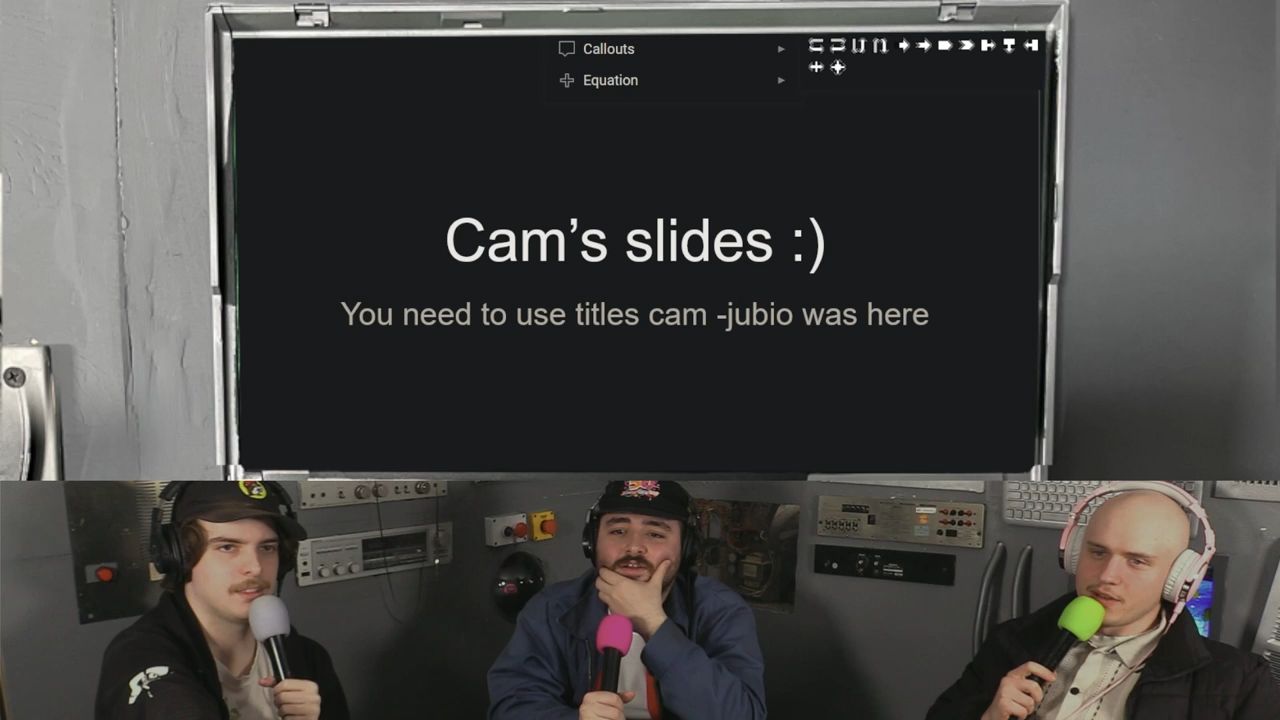 Callouts
Equation
Cam’s slides :)
You need to use titles cam -jubio was here